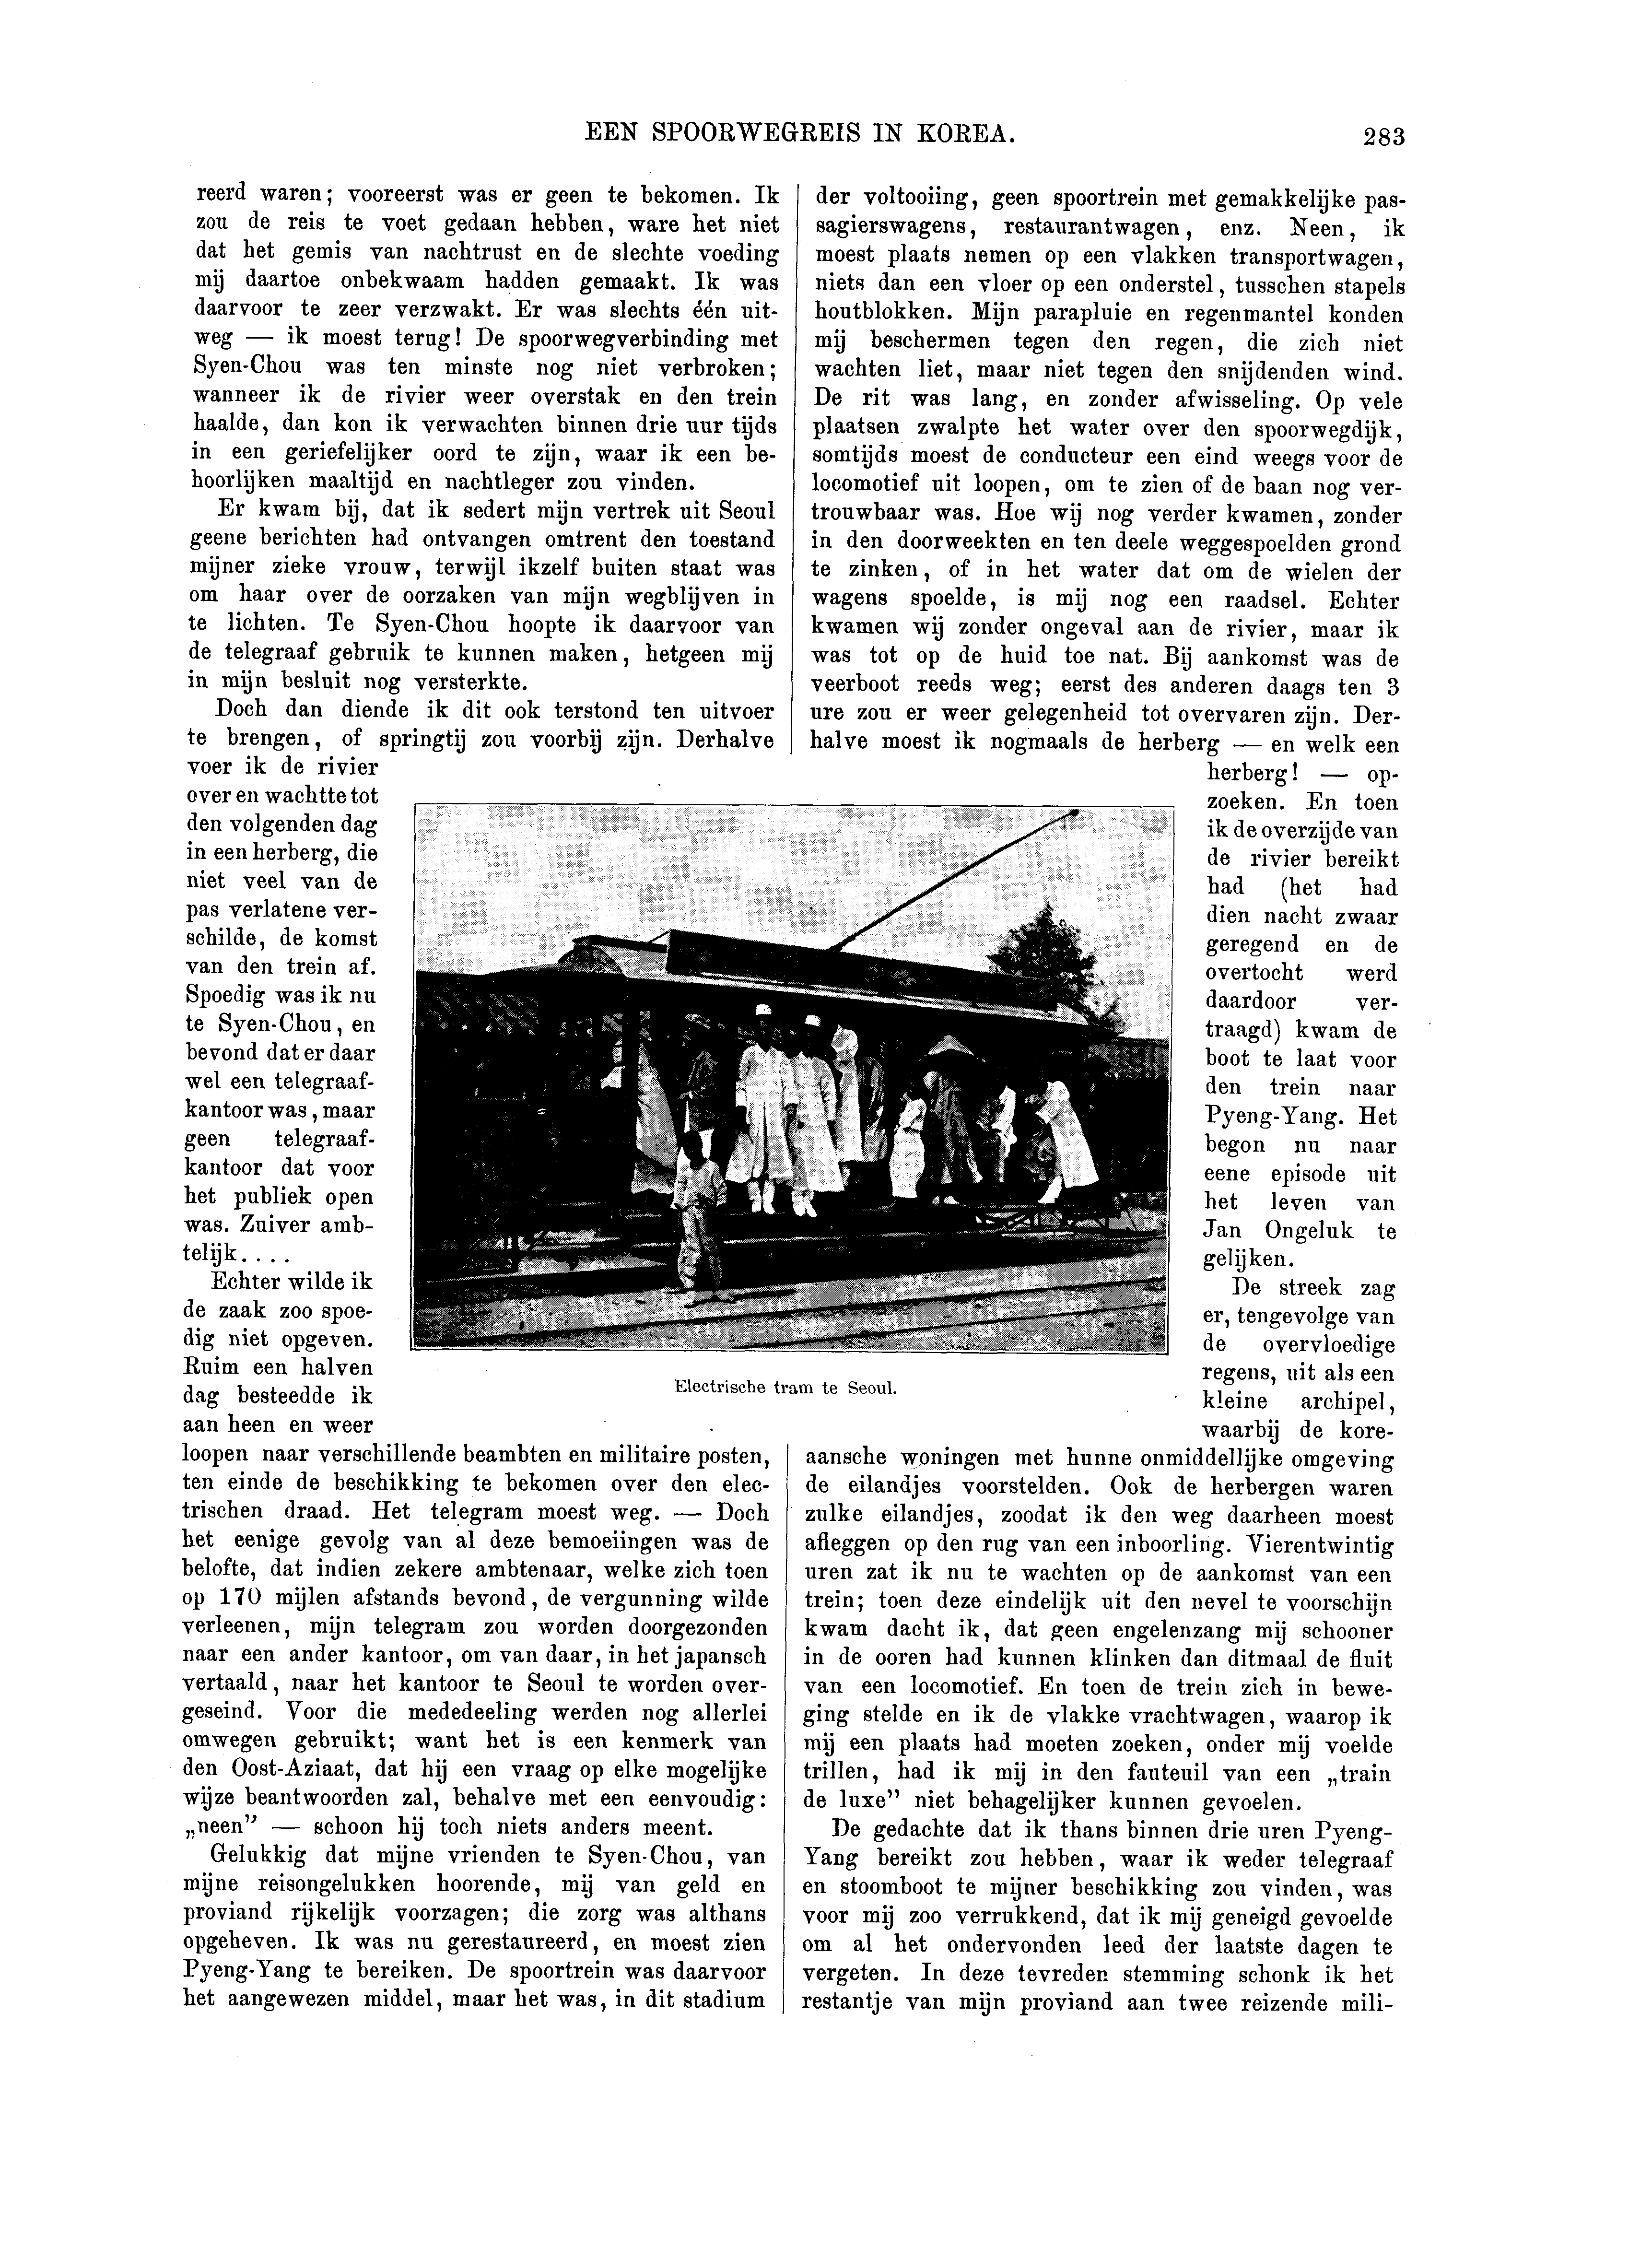 EEN SPOORWEGREIS IN KOREA.
283
reerd waren; vooreerst was er geen te bekomen. Ik
zou de reis te voet gedaan hebben, ware het niet
dat het gemis van nachtrust en de slechte voeding
mij daartoe onbekwaam hadden gemaakt. Ik was
daarvoor te zeer verzwakt. Er was slechts één uit-
weg — ik moest terug! De spoorwegverbinding met
Syen-Chou was ten minste nog niet verbroken;
wanneer ik de rivier weer overstak en den trein
haalde, dan kon ik verwachten binnen drie uur tijds
in een geriefelijker oord te zijn, waar ik een be-
hoorlijken maaltijd en nachtleger zou vinden.
Er kwam bij, dat ik sedert mijn vertrek uit Seoul
geene berichten had ontvangen omtrent den toestand
mijner zieke vrouw, terwijl ikzelf buiten staat was
om haar over de oorzaken van mijn wegblijven in
te lichten. Te Syen-Chou hoopte ik daarvoor van
de telegraaf gebruik te kunnen maken, hetgeen mij
in mijn besluit nog versterkte.
Doch dan diende ik dit ook terstond ten uitvoer
te brengen, of springtij zou voorbij zijn. Derhalve
voer ik de rivier
over en wachtte tot
den volgenden dag
in een herberg, die
niet veel van de
pas verlatene ver-
schilde, de komst
van den trein af.
Spoedig was ik nu
te Syen-Chou, en
bevond dat er daar
wel een telegraaf-
kantoor was, maar
geen telegraaf-
kantoor dat voor
het publiek open
was. Zuiver amb-
telijk....
Echter wilde ik
de zaak zoo spoe-
dig niet opgeven.
Ruim een halven
dag besteedde ik
aan heen en weer
loopen naar verschillende beambten en militaire posten,
ten einde de beschikking te bekomen over den elec-
trischen draad. Het telegram moest weg. — Doch
het eenige gevolg van al deze bemoeiingen was de
belofte, dat indien zekere ambtenaar, welke zich toen
op 170 mijlen afstands bevond, de vergunning wilde
verleenen, mijn telegram zou worden doorgezonden
naar een ander kantoor, om van daar, in het japansch
vertaald, naar het kantoor te Seoul te worden over-
geseind. Voor die mededeeling werden nog allerlei
omwegen gebruikt; want het is een kenmerk van
den Oost-Aziaat, dat hij een vraag op elke mogelijke
wijze beantwoorden zal, behalve met een eenvoudig:
„neen” — schoon hij toch niets anders meent.
Gelukkig dat mijne vrienden te Syen-Chou, van
mijne reisongelukken hoorende, mij van geld en
proviand rijkelijk voorzagen; die zorg was althans
opgeheven. Ik was nu gerestaureerd, en moest zien
Pyeng-Yang te bereiken. De spoortrein was daarvoor
het aangewezen middel, maar het was, in dit stadium
der voltooiing, geen spoortrein met gemakkelijke pas-
sagierswagens, restaurantwagen, enz. Neen, ik
moest plaats nemen op een vlakken transportwagen,
niets dan een vloer op een onderstel, tusschen stapels
houtblokken. Mijn parapluie en regenmantel konden
mij beschermen tegen den regen, die zich niet
wachten liet, maar niet tegen den snijdenden wind.
De rit was lang, en zonder afwisseling. Op vele
plaatsen zwalpte het water over den spoorwegdijk,
somtijds moest de conducteur een eind weegs voor de
locomotief uit loopen, om te zien of de baan nog ver-
trouwbaar was. Hoe wij nog verder kwamen, zonder
in den doorweekten en ten deele weggespoelden grond
te zinken, of in het water dat om de wielen der
wagens spoelde, is mij nog een raadsel. Echter
kwamen wij zonder ongeval aan de rivier, maar ik
was tot op de huid toe nat. Bij aankomst was de
veerboot reeds weg; eerst des anderen daags ten 3
ure zou er weer gelegenheid tot overvaren zijn. Der-
halve moest ik nogmaals de herberg — en welk een
herberg! — op-
zoeken. En toen
ik de overzijde van
de rivier bereikt
had (het had
dien nacht zwaar
geregend en de
overtocht werd
daardoor ver-
traagd) kwam de
boot te laat voor
den trein naar
Pyeng-Yang. Het
begon nu naar
eene episode uit
het leven van
Jan Ongeluk te
gelijken.
De streek zag
er, tengevolge van
de overvloedige
regens, uit als een
kleine archipel,
waarbij de kore-
aansche woningen met hunne onmiddellijke omgeving
de eilandjes voorstelden. Ook de herbergen waren
zulke eilandjes, zoodat ik den weg daarheen moest
afleggen op den rug van een inboorling. Vierentwintig
uren zat ik nu te wachten op de aankomst van een
trein; toen deze eindelijk uit den nevel te voorschijn
kwam dacht ik, dat geen engelenzang mij schooner
in de ooren had kunnen klinken dan ditmaal de fluit
van een locomotief. En toen de trein zich in bewe-
ging stelde en ik de vlakke vrachtwagen, waarop ik
mij een plaats had moeten zoeken, onder mij voelde
trillen, had ik mij in den fauteuil van een „train
de luxe” niet behagelijker kunnen gevoelen.
De gedachte dat ik thans binnen drie uren Pyeng-
Yang bereikt zou hebben, waar ik weder telegraaf
en stoomboot te mijner beschikking zou vinden, was
voor mij zoo verrukkend, dat ik mij geneigd gevoelde
om al het ondervonden leed der laatste dagen te
vergeten. In deze tevreden stemming schonk ik het
restantje van mijn proviand aan twee reizende mili-
Electrische tram te Seoul.